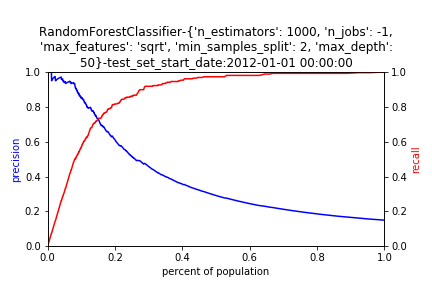 RandomForestClassifier-{'n_estimators': 1000, 'n_jobs': -1,
'max_features': 'sqrt', 'min_samples_split': 2, 'max_depth':
50}-test_set_start_date:2012-01-01 00:00:00
1.0 1.0
0.8 0.8
0.6 0.6
precision recall
0.4 0.4
0.2 0.2
0.0 0.0
0.0 0.2 0.4 0.6 0.8 1.0
percent of population